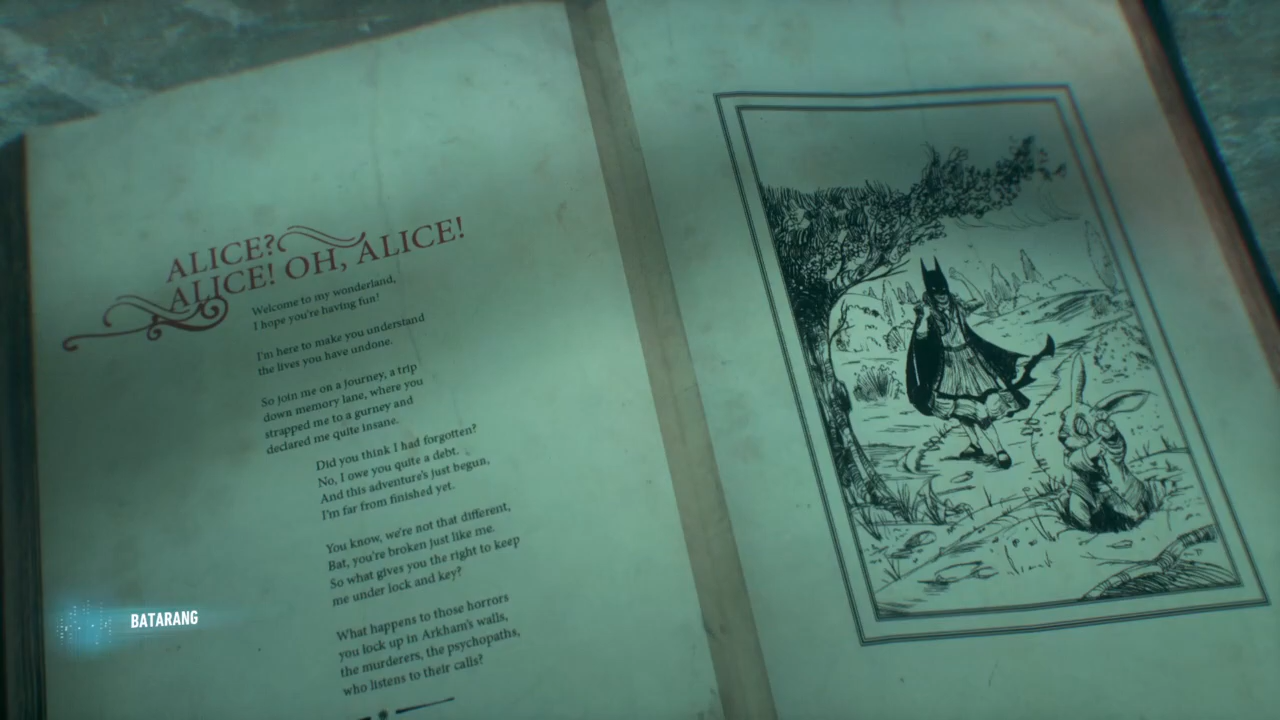 ALICE?
ALICE! OH, ALICE!
Welcome to my wonderland,
I hope you're having fun!
I'm here to make you understand
the lives you have undone.
So join me on a journey, a trip
down memory lane, where you
strapped me to a gurney and
declared me quite insane.
Did you think I had forgotten?
No, I owe you quite a debt.
And this adventure's just begun,
I'm far from finished yet.
You know, we're not that different,
Bat, you're broken just like me.
So what gives you the right to keep
me under lock and key?
What happens to those horrors
you lock up in Arkham's walls,
the murderers, the psychopaths,
who listens to their calls?
BATARANG